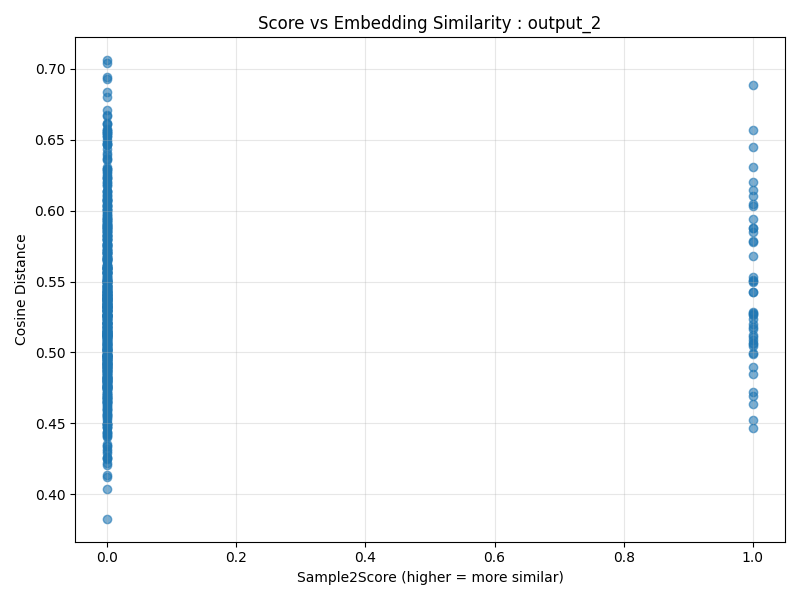 Score vs Embedding Similarity : output_2
Cosine Distance
0.70
0.65
0.60
0.55
0.50
0.45
0.40
0.0 0.2 0.4 0.6 0.8 1.0
Sample2Score (higher = more similar)